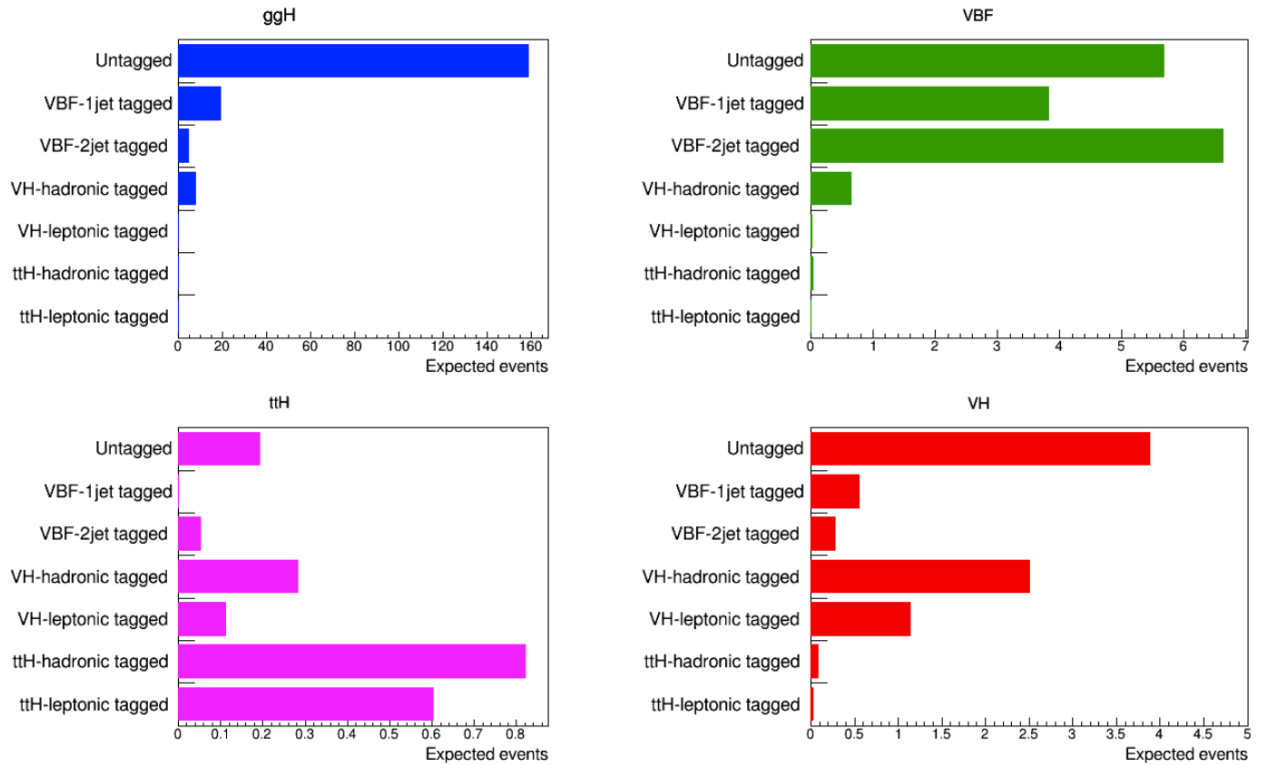 ggH
Untagged
VBF-1jet tagged
VBF-2jet tagged
VH-hadronic tagged
VH-leptonic tagged
ttH-hadronic tagged
ttH-leptonic tagged
0 20 40 60 80 100 120 140 160
Expected events
VBF
Untagged
VBF-1jet tagged
VBF-2jet tagged
VH-hadronic tagged
VH-leptonic tagged
ttH-hadronic tagged
ttH-leptonic tagged
0 1 2 3 4 5 6 7
Expected events
ttH
Untagged
VBF-1jet tagged
VBF-2jet tagged
VH-hadronic tagged
VH-leptonic tagged
ttH-hadronic tagged
ttH-leptonic tagged
0 0.1 0.2 0.3 0.4 0.5 0.6 0.7 0.8
Expected events
VH
Untagged
VBF-1jet tagged
VBF-2jet tagged
VH-hadronic tagged
VH-leptonic tagged
ttH-hadronic tagged
ttH-leptonic tagged
0 0.5 1 1.5 2 2.5 3 3.5 4 4.5 5
Expected events